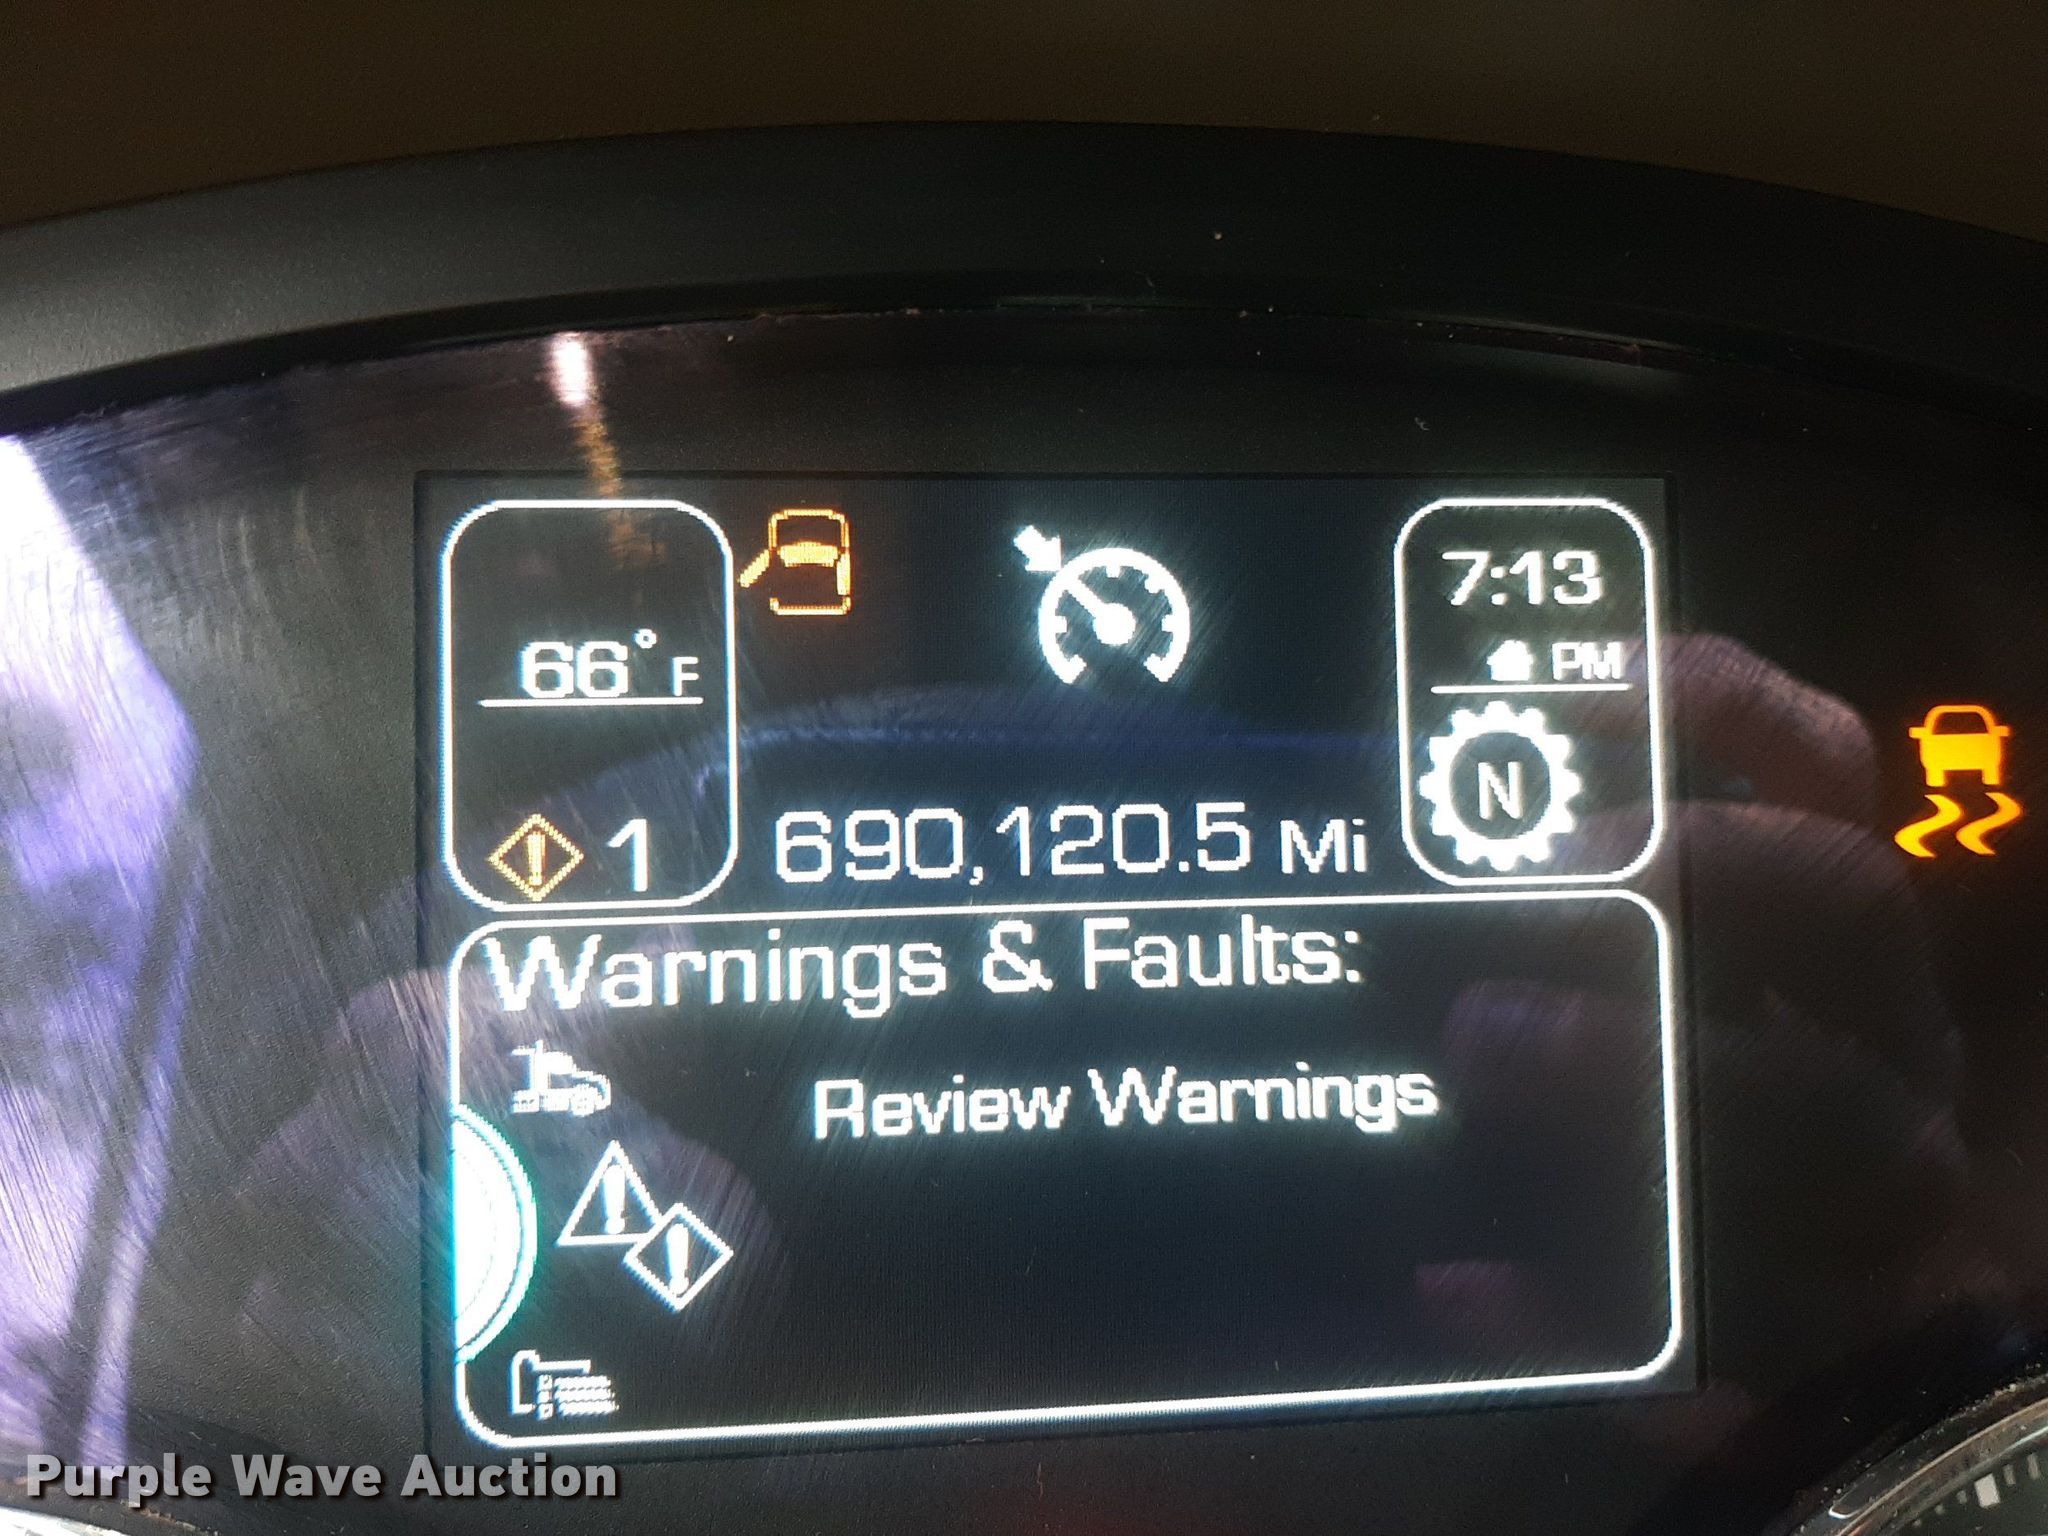 66° F
7:13
PM
N
1
690,120.5 Mi
Warnings & Faults:
Review Warnings
Purple Wave Auction